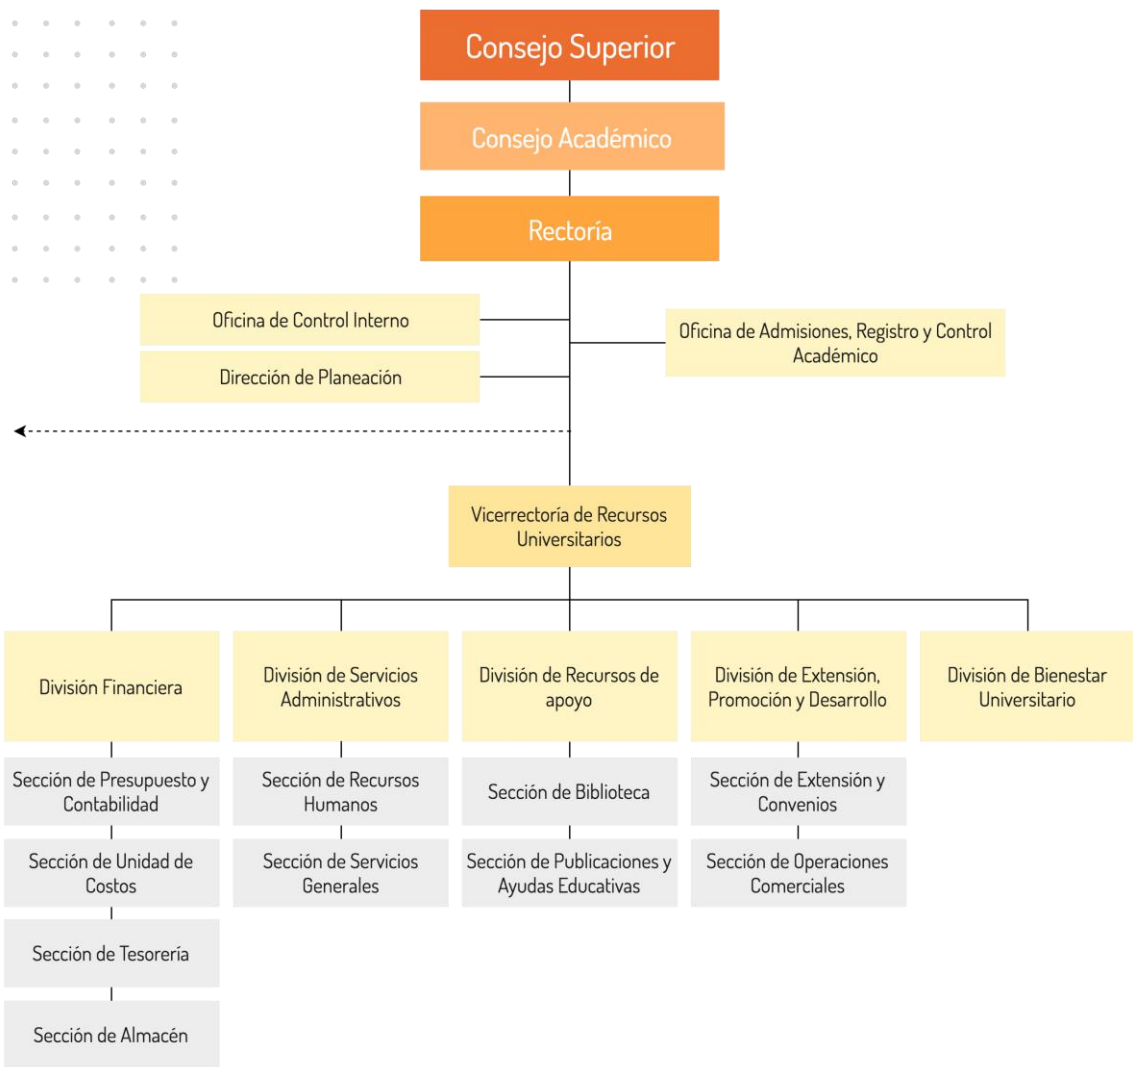 Consejo Superior
Consejo Académico
Rectoría
Oficina de Control Interno
Oficina de Admisiones, Registro y Control
Académico
Dirección de Planeación
Vicerrectoría de Recursos
Universitarios
División Financiera
División de Servicios
Administrativos
División de Recursos de
apoyo
División de Extensión,
Promoción y Desarrollo
División de Bienestar
Universitario
Sección de Presupuesto y
Contabilidad
Sección de Recursos
Humanos
Sección de Biblioteca
Sección de Extensión y
Convenios
Sección de Unidad de
Costos
Sección de Servicios
Generales
Sección de Publicaciones y
Ayudas Educativas
Sección de Operaciones
Comerciales
Sección de Tesorería
Sección de Almacén